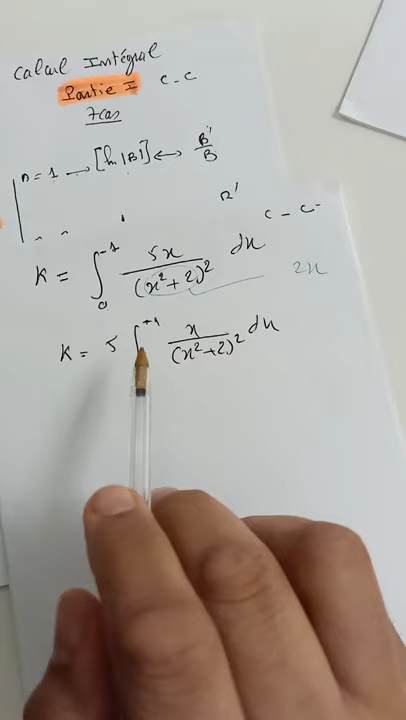 Calcul Intégral
Partie I C-C
7cas
n=1 → [ln|B|] ↔ B'/B
B'
C-C-
K = ∫₀⁻¹ 5x/(x²+2)² dx 2x
K = 5 ∫⁻¹ x/(x²+2)² dx